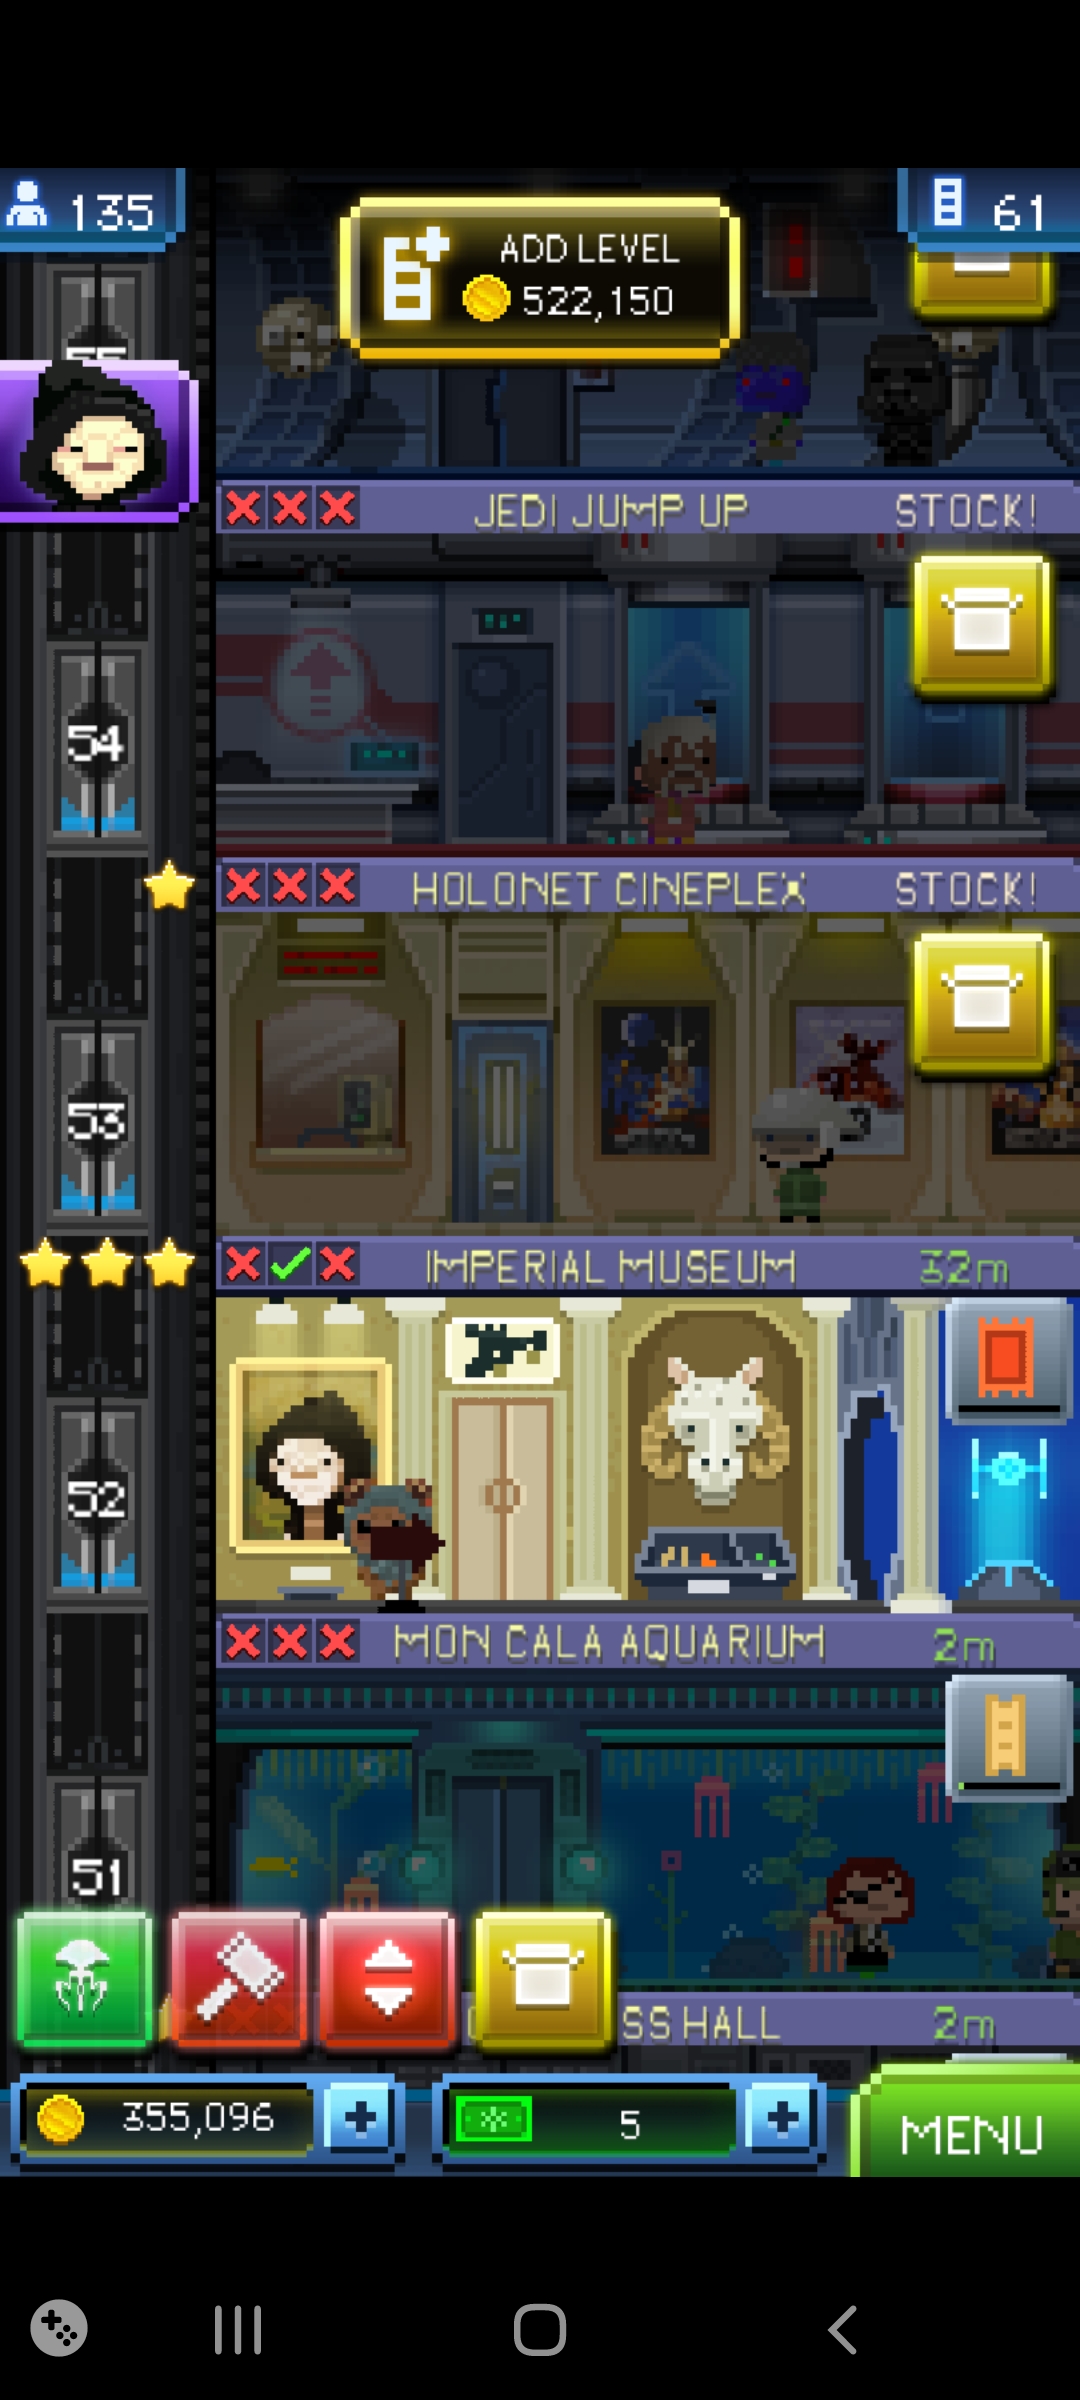 135
ADD LEVEL
522,150
61
55
JEDI JUMP UP
STOCK!
54
HOLONET CINEPLEX
STOCK!
53
IMPERIAL MUSEUM
32m
52
MON CALA AQUARIUM
2m
51
SS HALL
2m
355,096
5
MENU